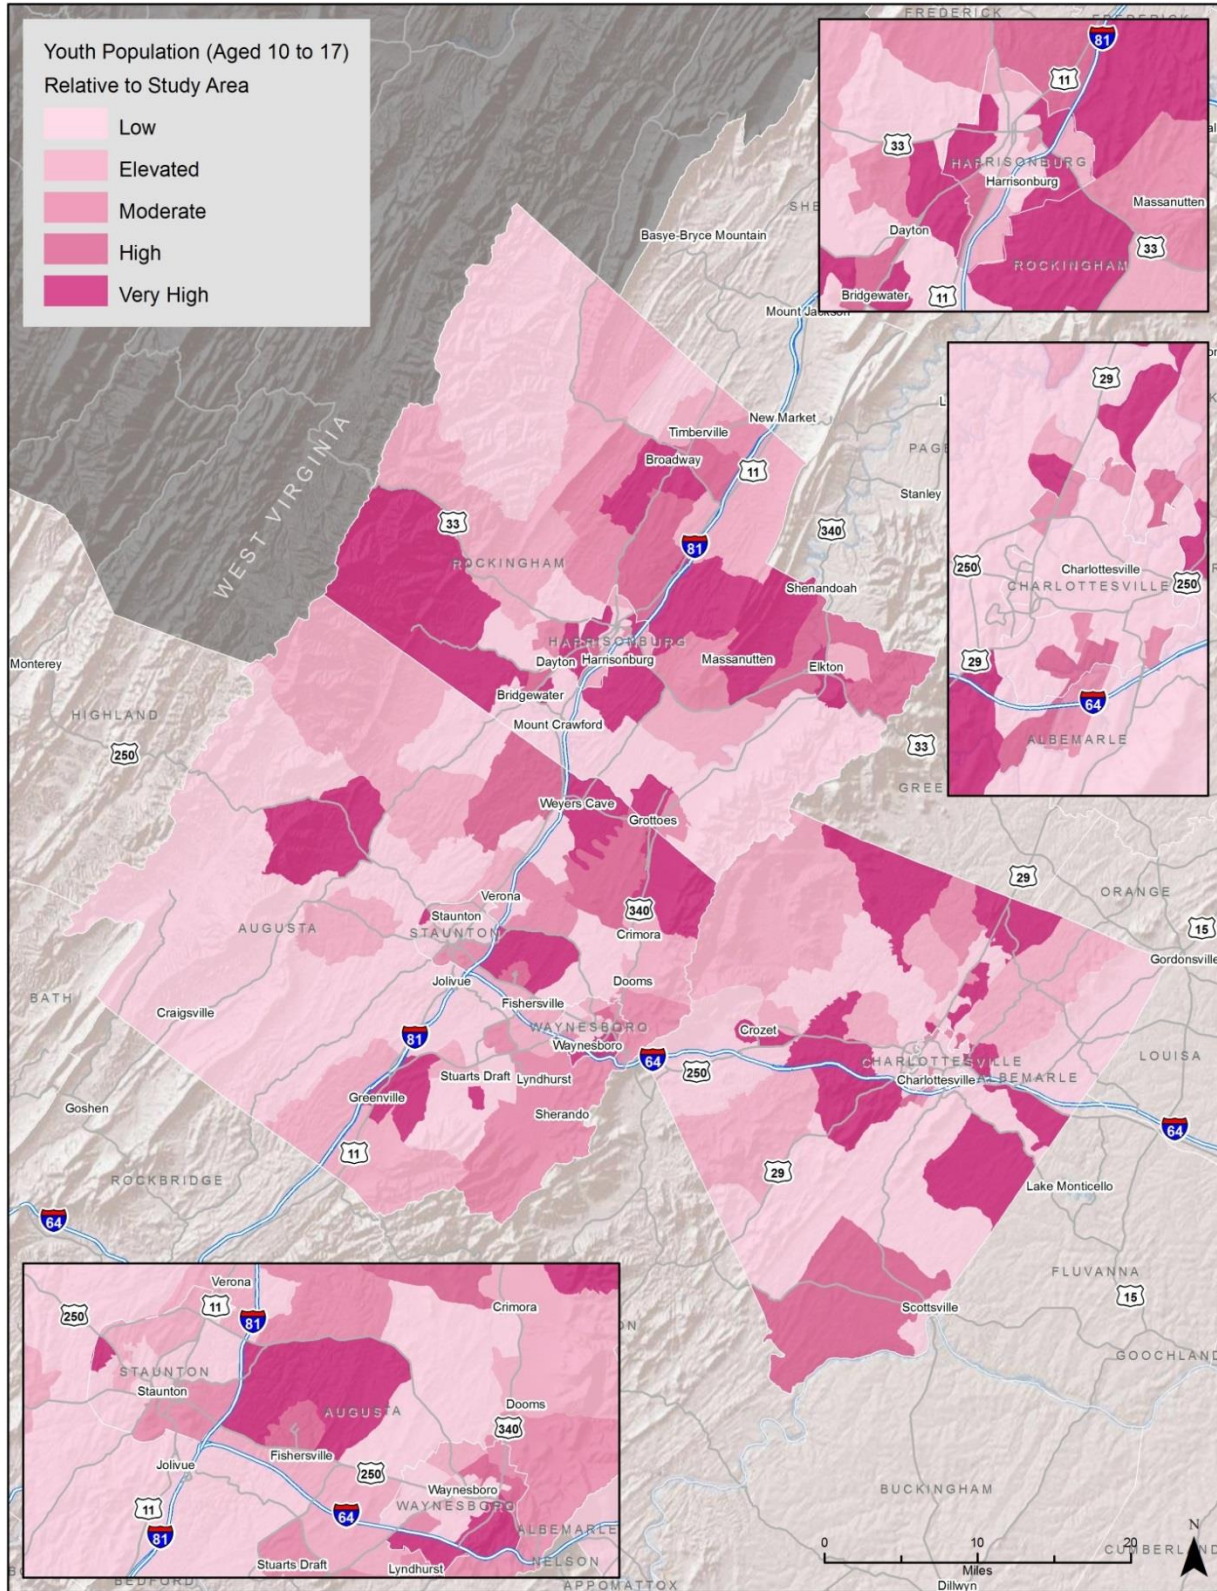 Youth Population (Aged 10 to 17)
Relative to Study Area
Low
Elevated
Moderate
High
Very High
FREDERICK
FREDERICK
81
11
33
HARRISONBURG
Harrisonburg
Massanutten
Dayton
33
ROCKINGHAM
Bridgewater
11
Basye-Bryce Mountain
Mount Jackson
WEST VIRGINIA
New Market
Timberville
Broadway
11
Stanley
33
81
340
ROCKINGHAM
Shenandoah
HARRISONBURG
Dayton
Harrisonburg
Massanutten
Elkton
Monterey
Bridgewater
Mount Crawford
HIGHLAND
250
33
Weyers Cave
Grottoes
29
250
Charlottesville
CHARLOTTESVILLE
250
29
64
ALBEMARLE
Verona
Staunton
STAUNTON
AUGUSTA
340
Crimora
29
ORANGE
15
Gordonsville
Jolivue
Dooms
BATH
Fishersville
Craigsville
WAYNESBORO
Waynesboro
81
64
250
Crozet
CHARLOTTESVILLE
Charlottesville
ALBEMARLE
LOUISA
Stuarts Draft
Lyndhurst
Greenville
Goshen
Sherando
64
11
ROCKBRIDGE
29
Lake Monticello
64
FLUVANNA
15
Scottsville
GOOCHLAND
Verona
250
11
81
Crimora
STAUNTON
Staunton
AUGUSTA
Dooms
340
Fishersville
Jolivue
250
Waynesboro
WAYNESBORO
11
64
81
ALBEMARLE
Stuarts Draft
Lyndhurst
NELSON
BEDFORD
APPOMATTOX
BUCKINGHAM
CUMBERLAND
Dillwyn
0 10 20
Miles
N